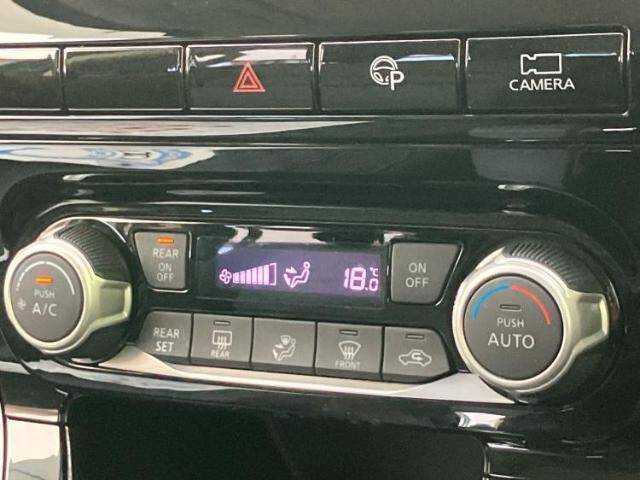 P
CAMERA
REAR
ON
OFF
18.0
°C
ON
OFF
PUSH
A/C
PUSH
AUTO
REAR
SET
REAR
FRONT